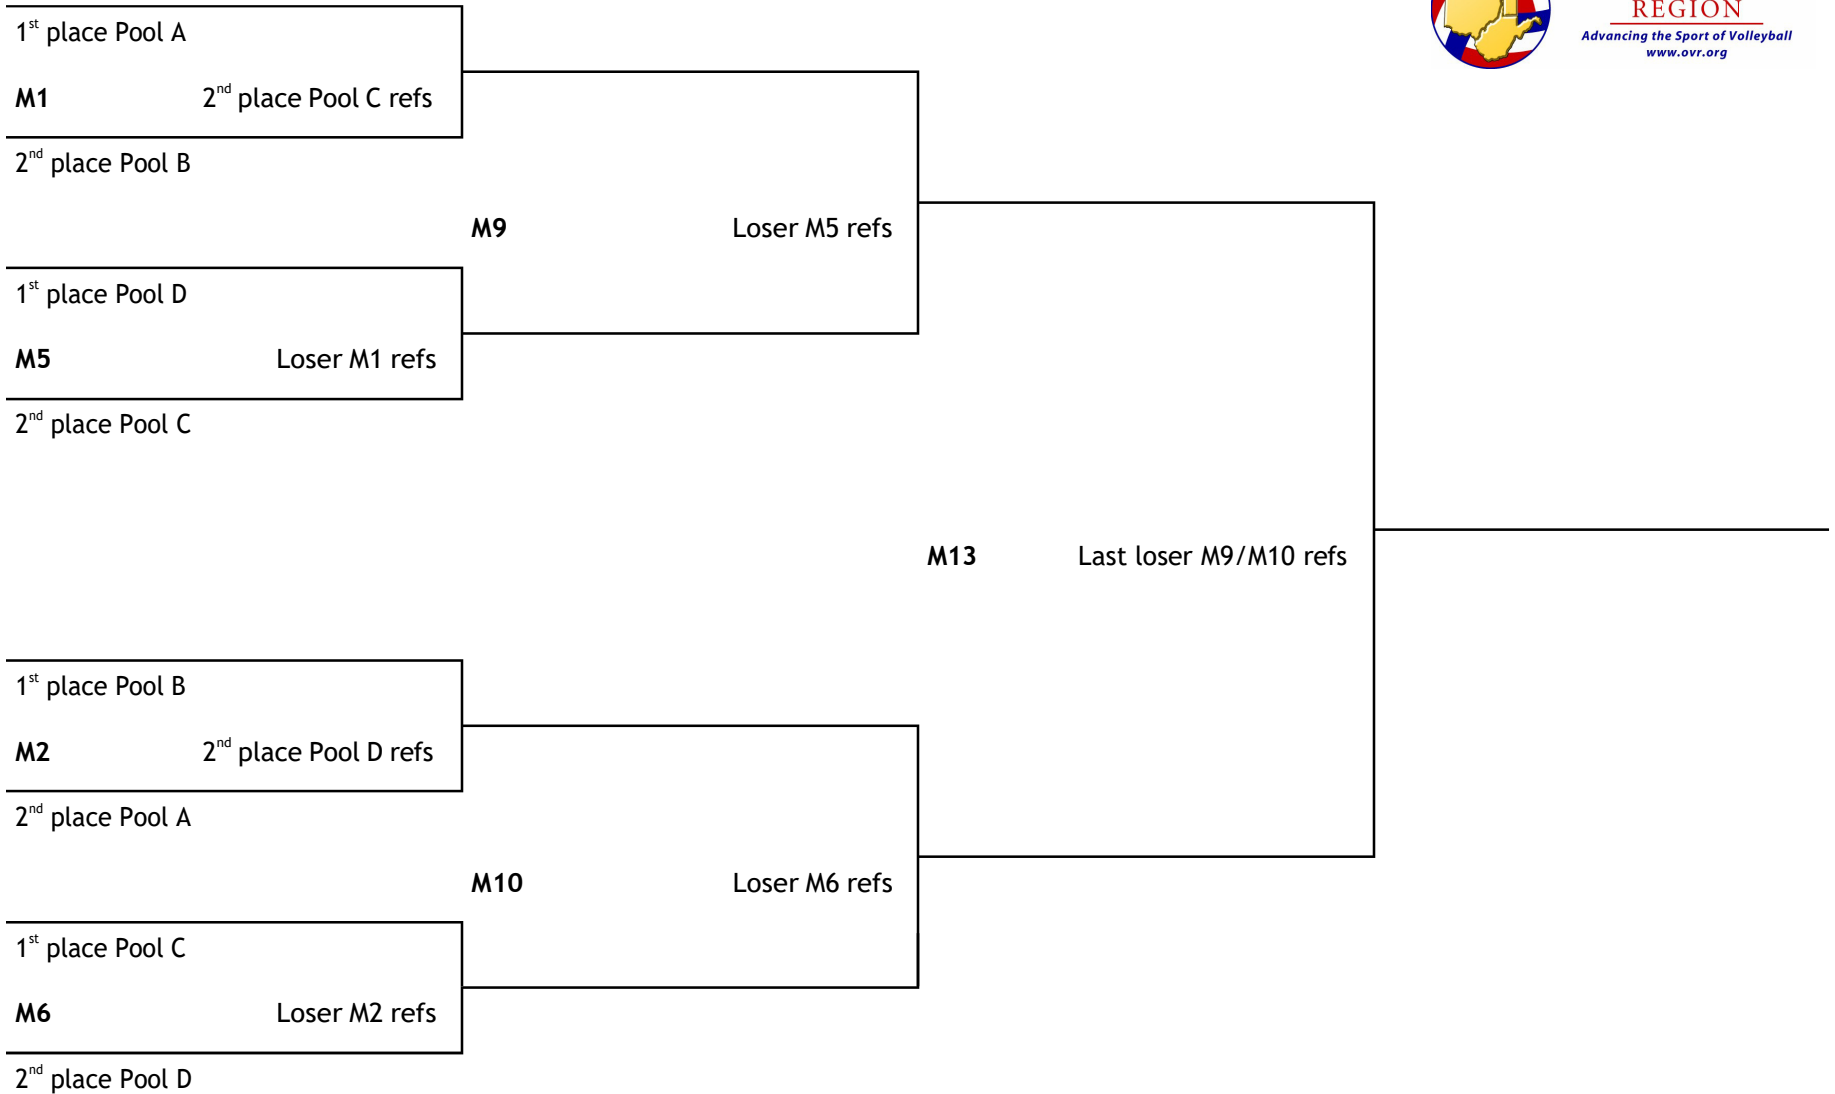 REGION
Advancing the Sport of Volleyball
www.ovr.org
1st place Pool A
M1 2nd place Pool C refs
2nd place Pool B
M9 Loser M5 refs
1st place Pool D
M5 Loser M1 refs
2nd place Pool C
M13 Last loser M9/M10 refs
1st place Pool B
M2 2nd place Pool D refs
2nd place Pool A
M10 Loser M6 refs
1st place Pool C
M6 Loser M2 refs
2nd place Pool D